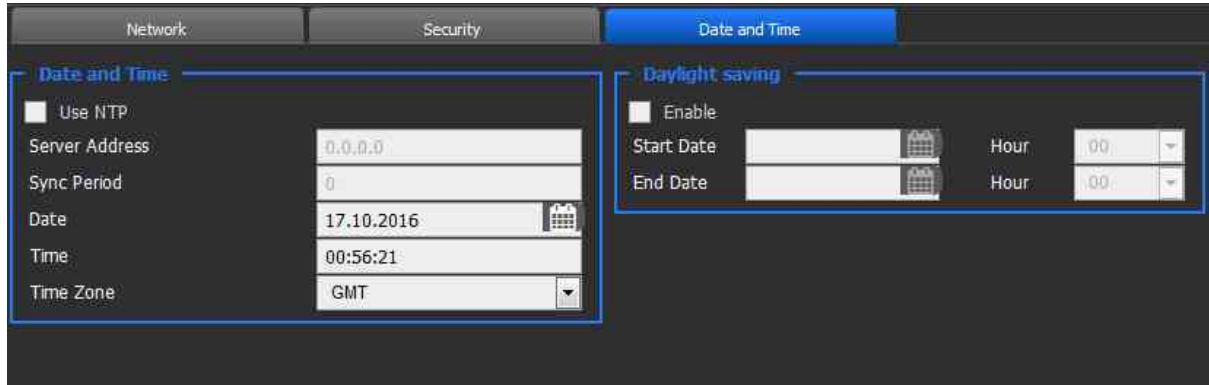 Network Security Date and Time
Date and Time
Use NTP
Server Address 0.0.0.0
Sync Period 0
Date 17.10.2016
Time 00:56:21
Time Zone GMT
Daylight saving
Enable
Start Date Hour 00
End Date Hour 00